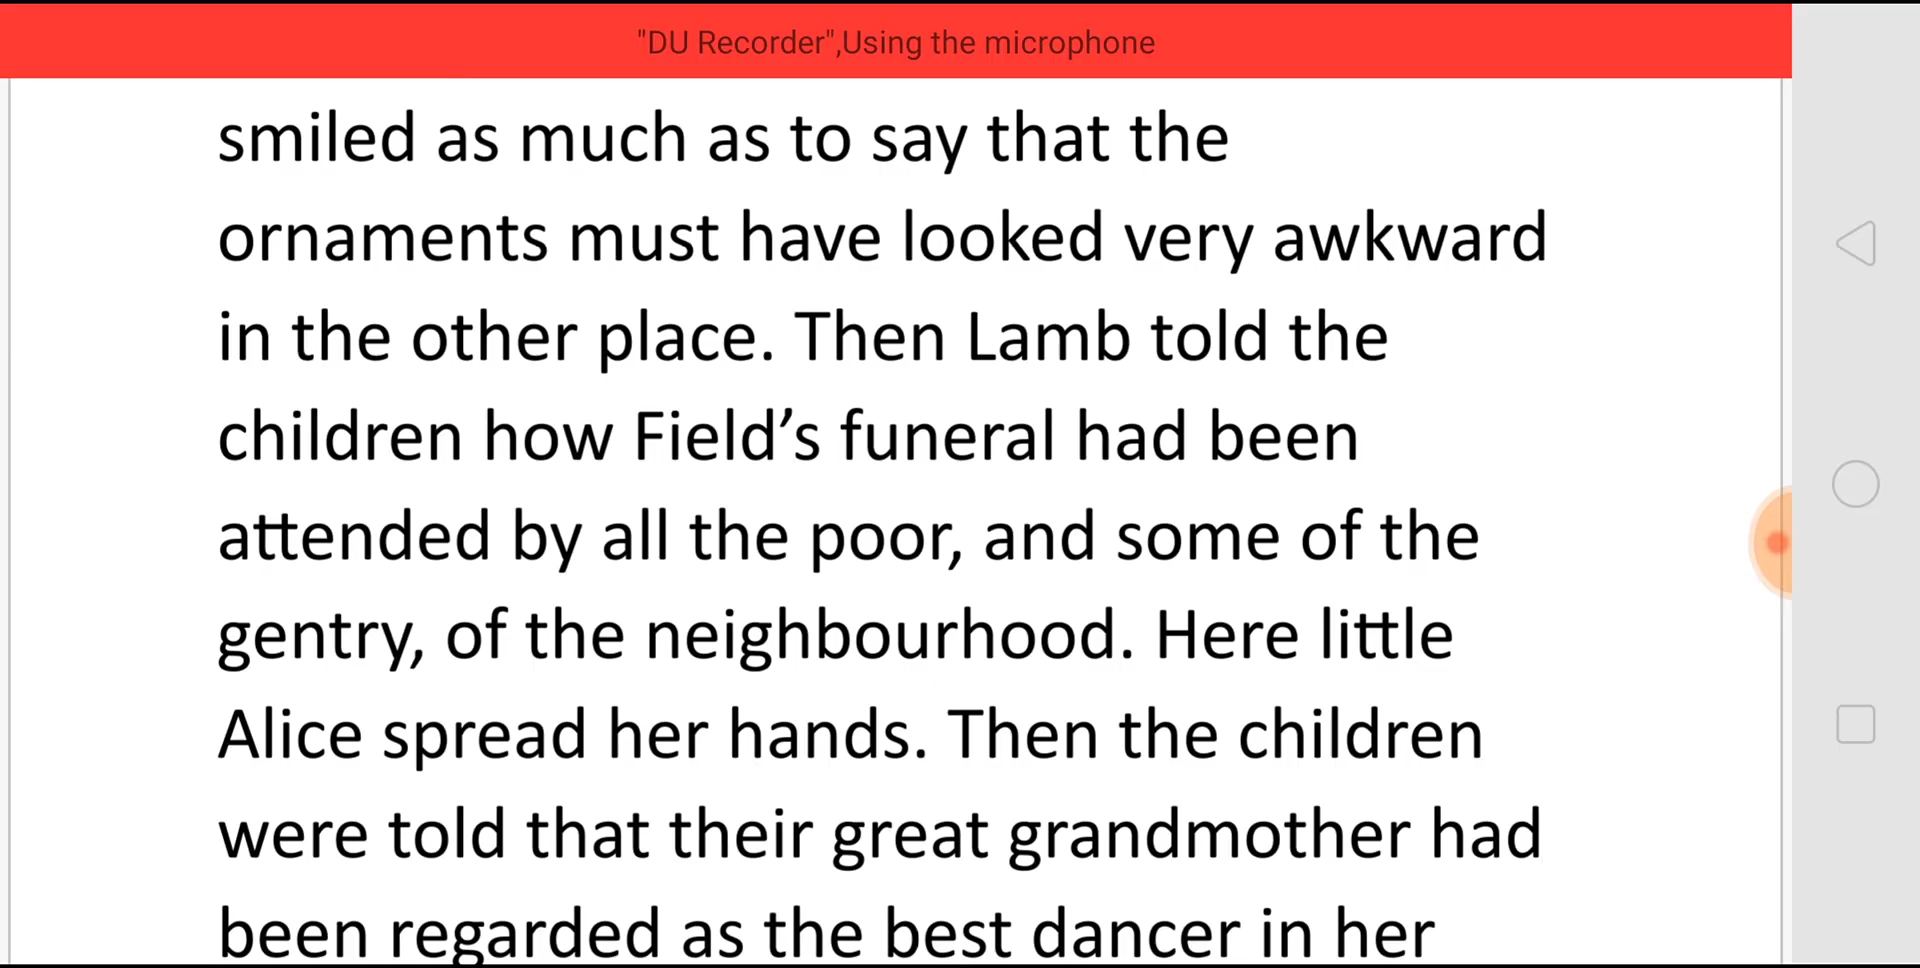 "DU Recorder",Using the microphone
smiled as much as to say that the
ornaments must have looked very awkward
in the other place. Then Lamb told the
children how Field’s funeral had been
attended by all the poor, and some of the
gentry, of the neighbourhood. Here little
Alice spread her hands. Then the children
were told that their great grandmother had
been regarded as the best dancer in her